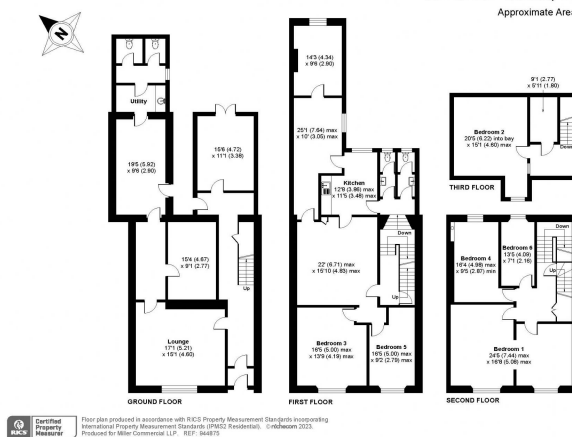 Approximate Area
N
Utility
19'5 (5.92)
x 9'6 (2.90)
15'6 (4.72)
x 11'1 (3.38)
15'4 (4.67)
x 9'1 (2.77)
Up
Lounge
17'1 (5.21)
x 15'1 (4.60)
GROUND FLOOR
14'3 (4.34)
x 9'6 (2.90)
25'1 (7.64) max
x 10' (3.05) max
Kitchen
12'9 (3.96) max
x 11'5 (3.48) max
Down
22' (6.71) max
x 15'10 (4.83) max
Up
Bedroom 3
16'5 (5.00) max
x 13'9 (4.19) max
Bedroom 5
16'5 (5.00) max
x 9'2 (2.79) max
FIRST FLOOR
9'1 (2.77)
x 5'11 (1.80)
Bedroom 2
20'5 (6.22) into bay
x 15'1 (4.60) max
Down
THIRD FLOOR
Bedroom 4
16'4 (4.98) max
x 9'5 (2.87) min
Bedroom 6
13'5 (4.09)
x 7'1 (2.16)
Down
Up
Bedroom 1
24'5 (7.44) max
x 16'8 (5.08) max
SECOND FLOOR
RICS
Certified
Property
Measurer
Floor plan produced in accordance with RICS Property Measurement Standards incorporating
International Property Measurement Standards (IPMS2 Residential). ©nichecom 2023.
Produced for Miller Commercial LLP. REF: 944875